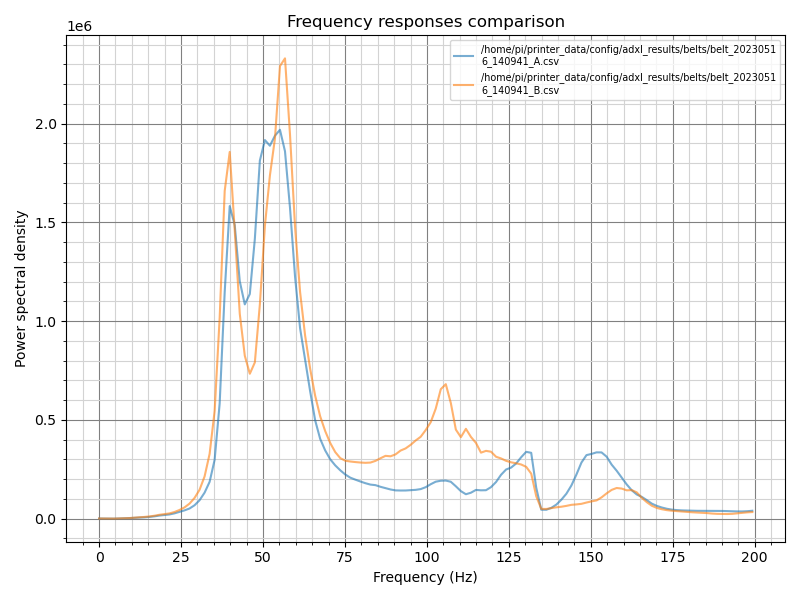 Frequency responses comparison
1e6
/home/pi/printer_data/config/adxl_results/belts/belt_2023051
6_140941_A.csv
/home/pi/printer_data/config/adxl_results/belts/belt_2023051
6_140941_B.csv
2.0
1.5
1.0
0.5
0.0
Power spectral density
0 25 50 75 100 125 150 175 200
Frequency (Hz)